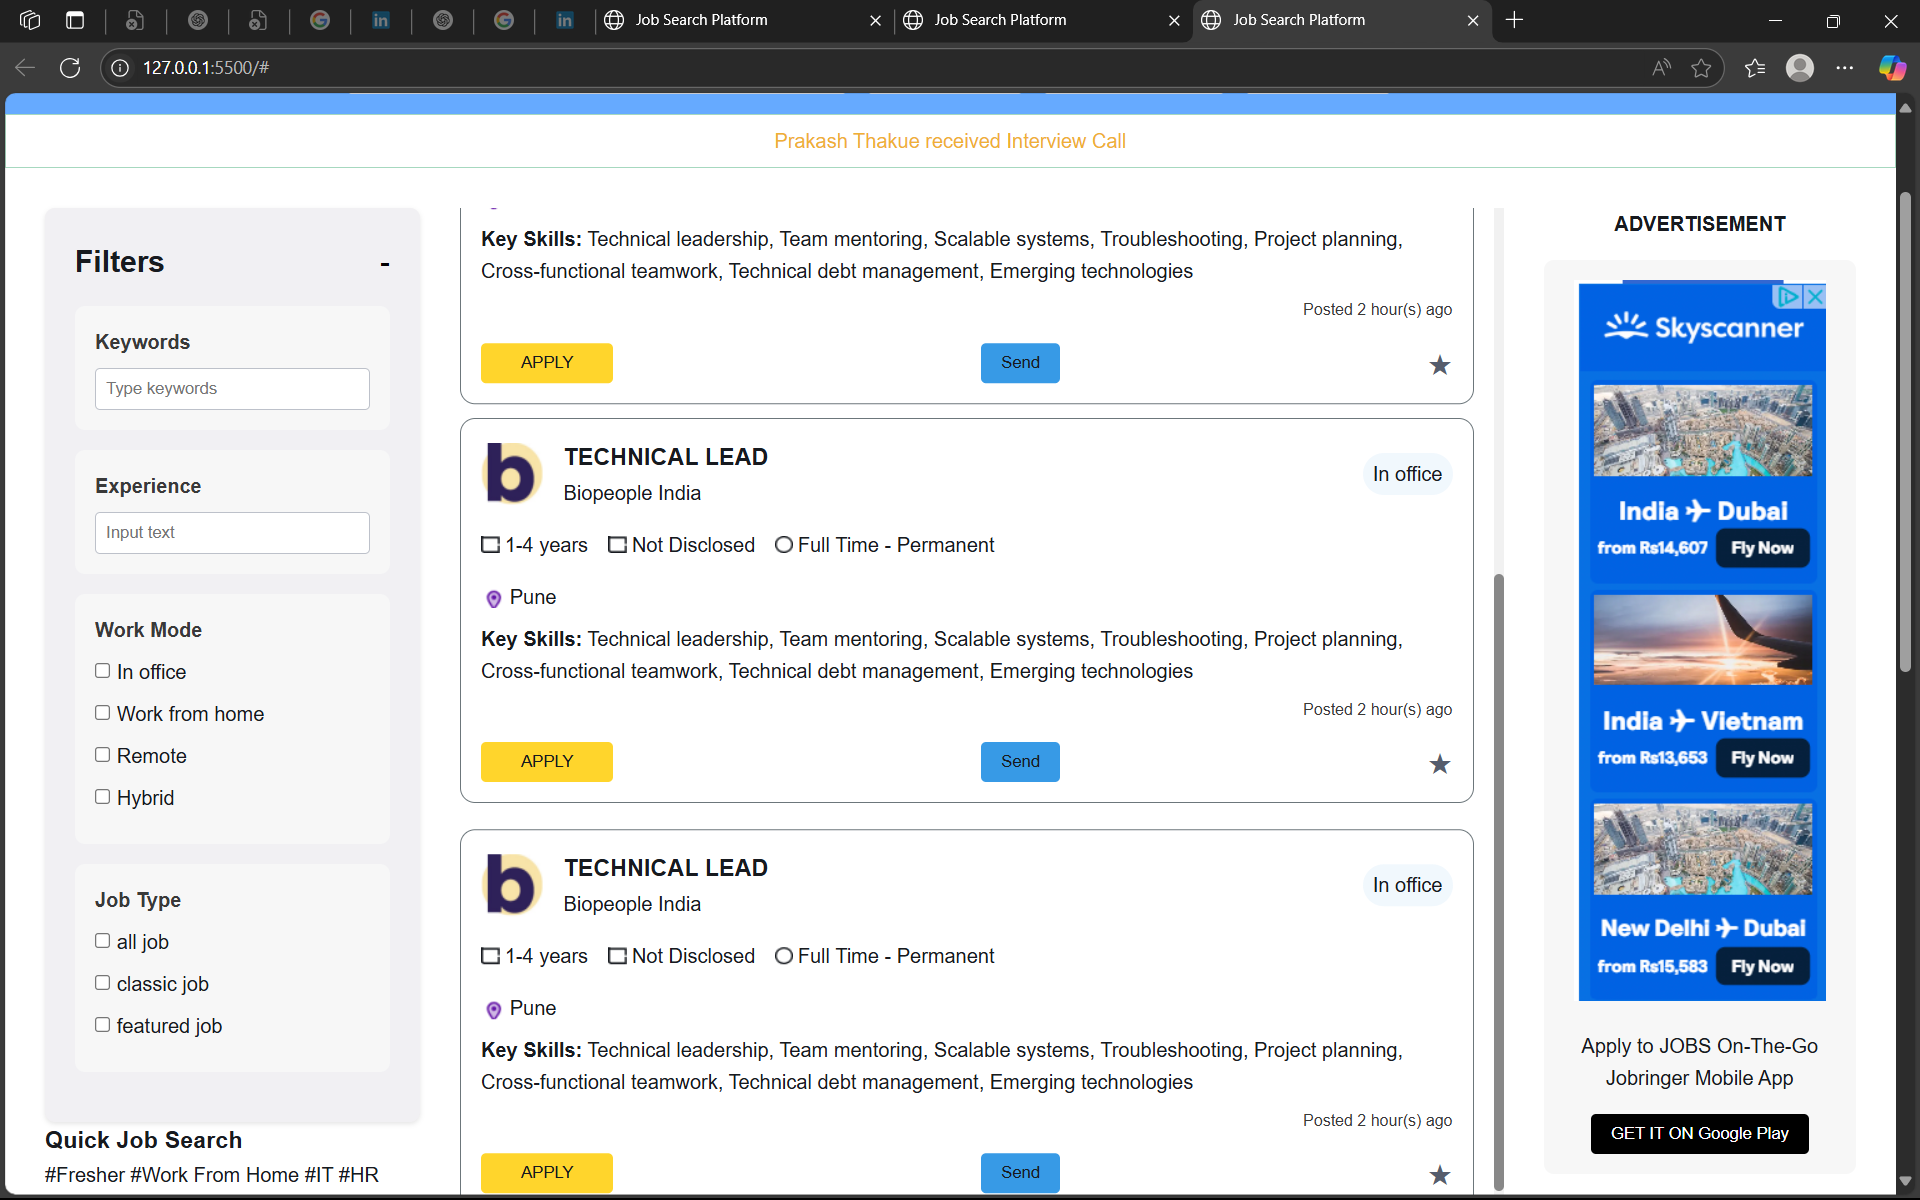 Job Search Platform
Job Search Platform
Job Search Platform
127.0.0.1:5500/#
Prakash Thakue received Interview Call
Filters
-
Keywords
Type keywords
Experience
Input text
Work Mode
In office
Work from home
Remote
Hybrid
Job Type
all job
classic job
featured job
Quick Job Search
#Fresher #Work From Home #IT #HR
Key Skills: Technical leadership, Team mentoring, Scalable systems, Troubleshooting, Project planning,
Cross-functional teamwork, Technical debt management, Emerging technologies
Posted 2 hour(s) ago
APPLY
Send
TECHNICAL LEAD
Biopeople India
In office
1-4 years
Not Disclosed
Full Time - Permanent
Pune
Key Skills: Technical leadership, Team mentoring, Scalable systems, Troubleshooting, Project planning,
Cross-functional teamwork, Technical debt management, Emerging technologies
Posted 2 hour(s) ago
APPLY
Send
TECHNICAL LEAD
Biopeople India
In office
1-4 years
Not Disclosed
Full Time - Permanent
Pune
Key Skills: Technical leadership, Team mentoring, Scalable systems, Troubleshooting, Project planning,
Cross-functional teamwork, Technical debt management, Emerging technologies
Posted 2 hour(s) ago
APPLY
Send
ADVERTISEMENT
Skyscanner
India ✈ Dubai
from Rs14,607
Fly Now
India ✈ Vietnam
from Rs13,653
Fly Now
New Delhi ✈ Dubai
from Rs15,583
Fly Now
Apply to JOBS On-The-Go
Jobringer Mobile App
GET IT ON Google Play